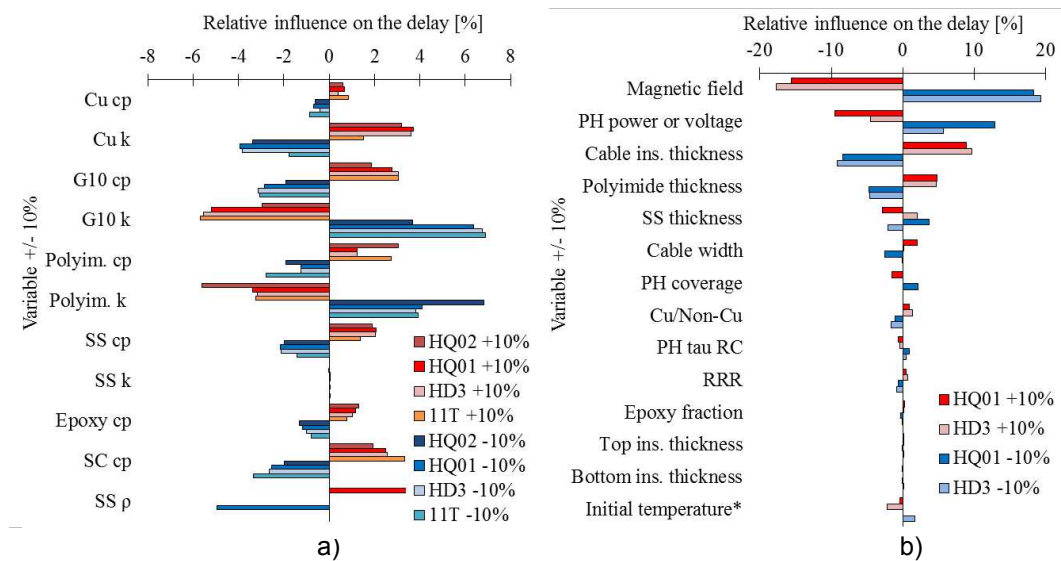 Relative influence on the delay [%]
-8 -6 -4 -2 0 2 4 6 8
Variable +/- 10%
Cu cp
Cu k
G10 cp
G10 k
Polyim. cp
Polyim. k
SS cp
SS k
Epoxy cp
SC cp
SS ρ
HQ02 +10%
HQ01 +10%
HD3 +10%
11T +10%
HQ02 -10%
HQ01 -10%
HD3 -10%
11T -10%
a)
Relative influence on the delay [%]
-20 -10 0 10 20
Variable +/- 10%
Magnetic field
PH power or voltage
Cable ins. thickness
Polyimide thickness
SS thickness
Cable width
PH coverage
Cu/Non-Cu
PH tau RC
RRR
Epoxy fraction
Top ins. thickness
Bottom ins. thickness
Initial temperature*
HQ01 +10%
HD3 +10%
HQ01 -10%
HD3 -10%
b)